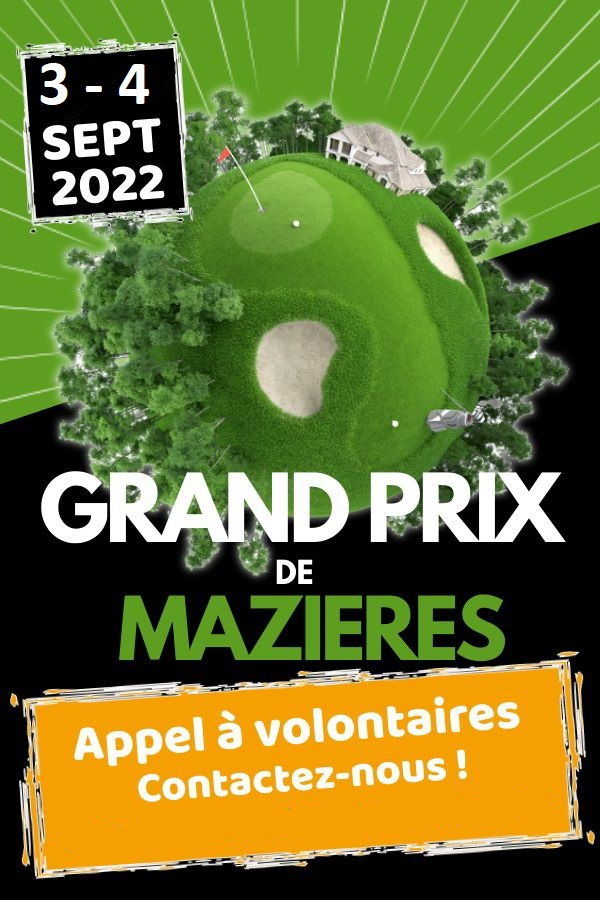 3 - 4
SEPT
2022
GRAND PRIX
DE
MAZIERES
Appel à volontaires
Contactez-nous !